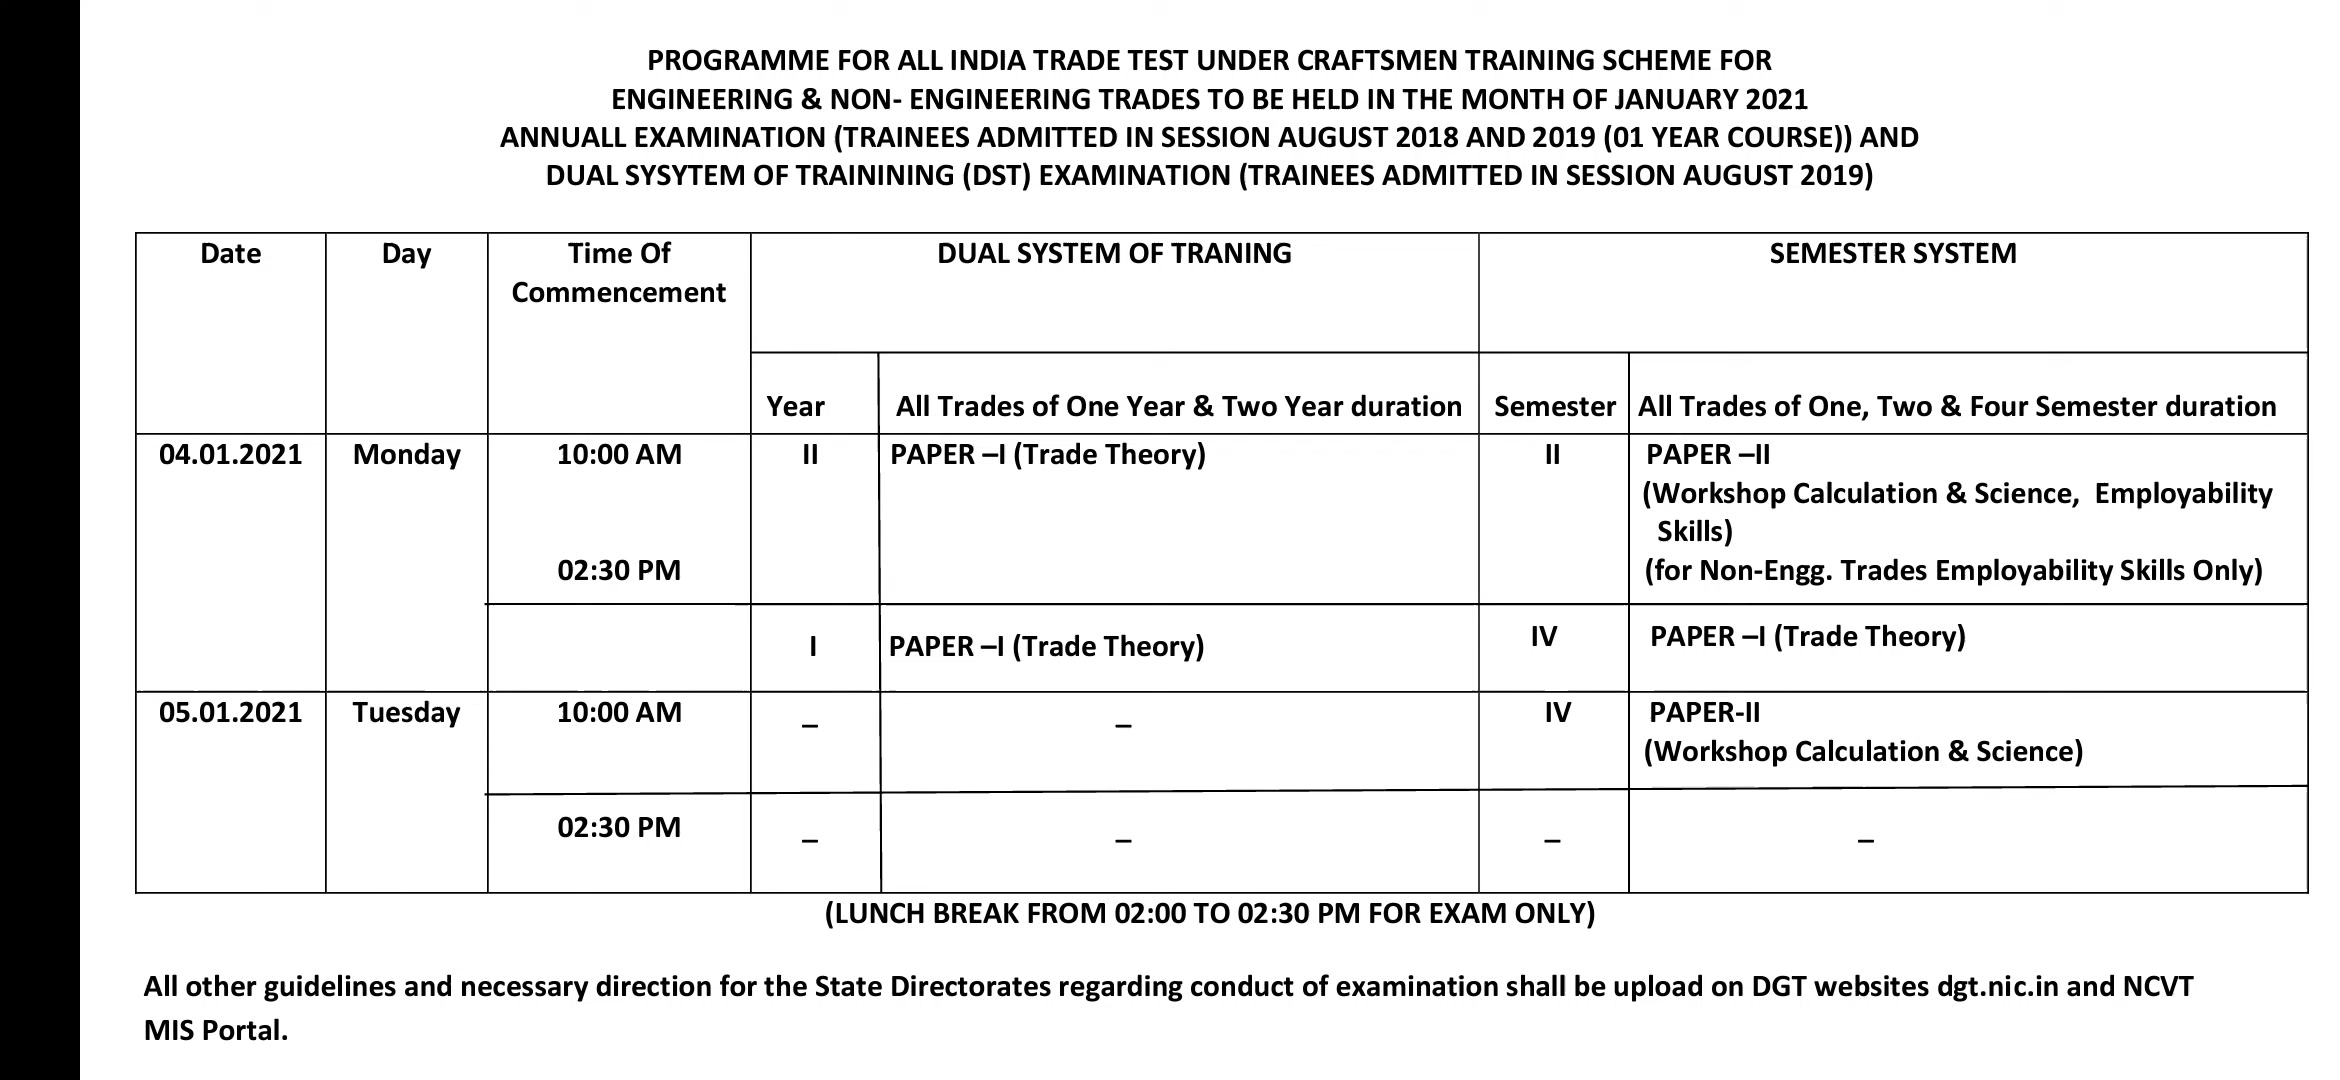 PROGRAMME FOR ALL INDIA TRADE TEST UNDER CRAFTSMEN TRAINING SCHEME FOR
ENGINEERING & NON- ENGINEERING TRADES TO BE HELD IN THE MONTH OF JANUARY 2021
ANNUALL EXAMINATION (TRAINEES ADMITTED IN SESSION AUGUST 2018 AND 2019 (01 YEAR COURSE)) AND
DUAL SYSYTEM OF TRAININING (DST) EXAMINATION (TRAINEES ADMITTED IN SESSION AUGUST 2019)
Date Day Time Of DUAL SYSTEM OF TRANING SEMESTER SYSTEM
Commencement
Year All Trades of One Year & Two Year duration Semester All Trades of One, Two & Four Semester duration
04.01.2021 Monday 10:00 AM II PAPER –I (Trade Theory) II PAPER –II
(Workshop Calculation & Science, Employability
Skills)
02:30 PM (for Non-Engg. Trades Employability Skills Only)
I PAPER –I (Trade Theory) IV PAPER –I (Trade Theory)
05.01.2021 Tuesday 10:00 AM – – IV PAPER-II
(Workshop Calculation & Science)
02:30 PM – – – –
(LUNCH BREAK FROM 02:00 TO 02:30 PM FOR EXAM ONLY)
All other guidelines and necessary direction for the State Directorates regarding conduct of examination shall be upload on DGT websites dgt.nic.in and NCVT
MIS Portal.